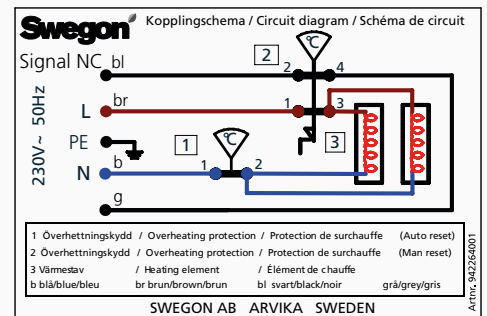 Swegon
Kopplingschema / Circuit diagram / Schéma de circuit
Signal NC bl
2 4
2
°C
L br
1 3
230V~ 50Hz
PE
1
°C
3
N b
1 2
g
1 Överhettningskydd / Overheating protection / Protection de surchauffe (Auto reset)
2 Överhettningskydd / Overheating protection / Protection de surchauffe (Man reset)
3 Värmestav / Heating element / Élément de chauffe
b blå/blue/bleu br brun/brown/brun bl svart/black/noir grå/grey/gris
Artnr. 942264001
SWEGON AB ARVIKA SWEDEN